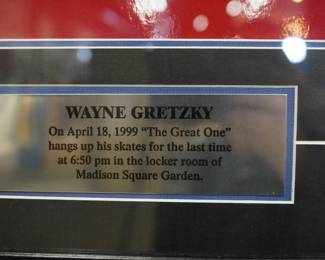 WAYNE GRETZKY
On April 18, 1999 “The Great One”
hangs up his skates for the last time
at 6:50 pm in the locker room of
Madison Square Garden.